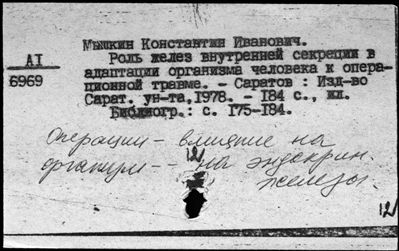 Мышкин Константин Иванович.
Роль желез внутренней секреции в
АI
адаптации организма человека к опера-
6969
ционной травме. - Саратов : Изд-во
Сарат. ун-та, 1978. - 184 с., ил.
Библиогр.: с. 175-184.
Операции - влияние на
организм -- на эндокрин.
железы.
12